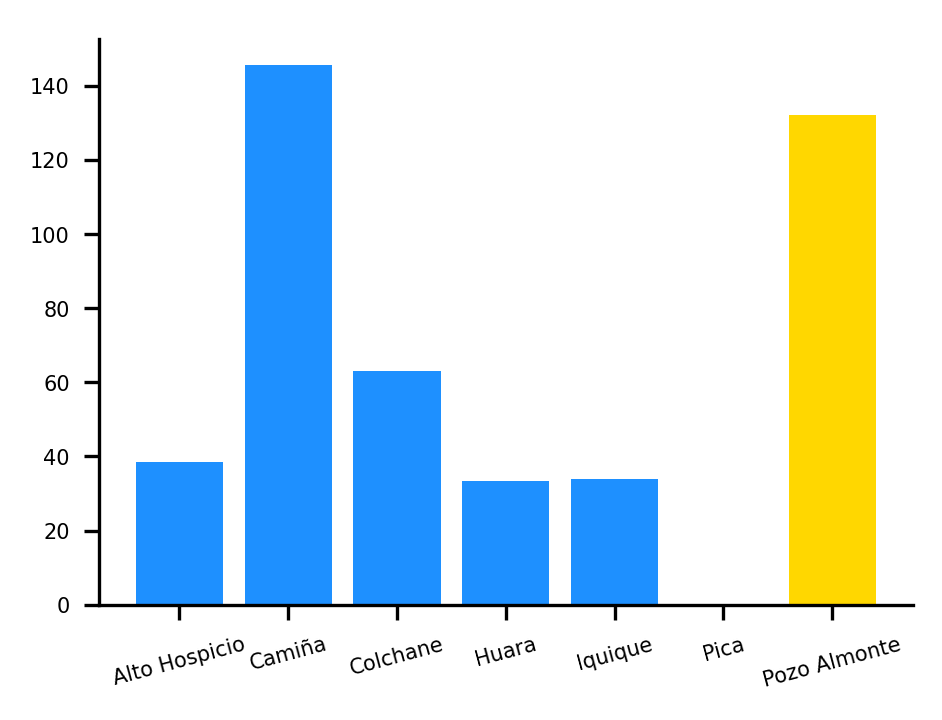 140
120
100
80
60
40
20
0
Alto Hospicio
Camiña
Colchane
Huara
Iquique
Pica
Pozo Almonte